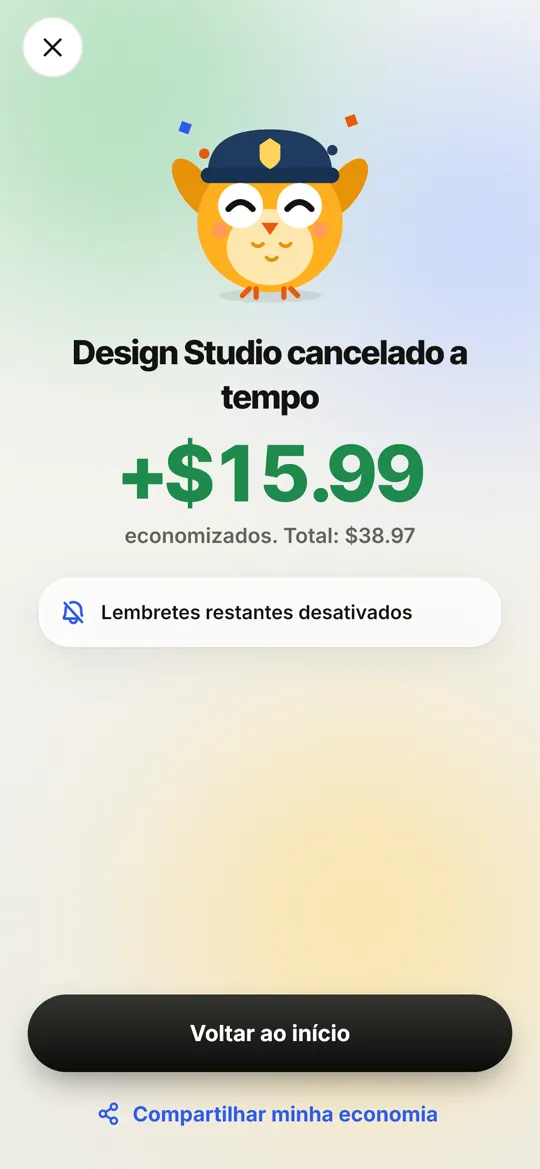 Design Studio cancelado a
tempo
+$15.99
economizados. Total: $38.97
Lembretes restantes desativados
Voltar ao início
Compartilhar minha economia